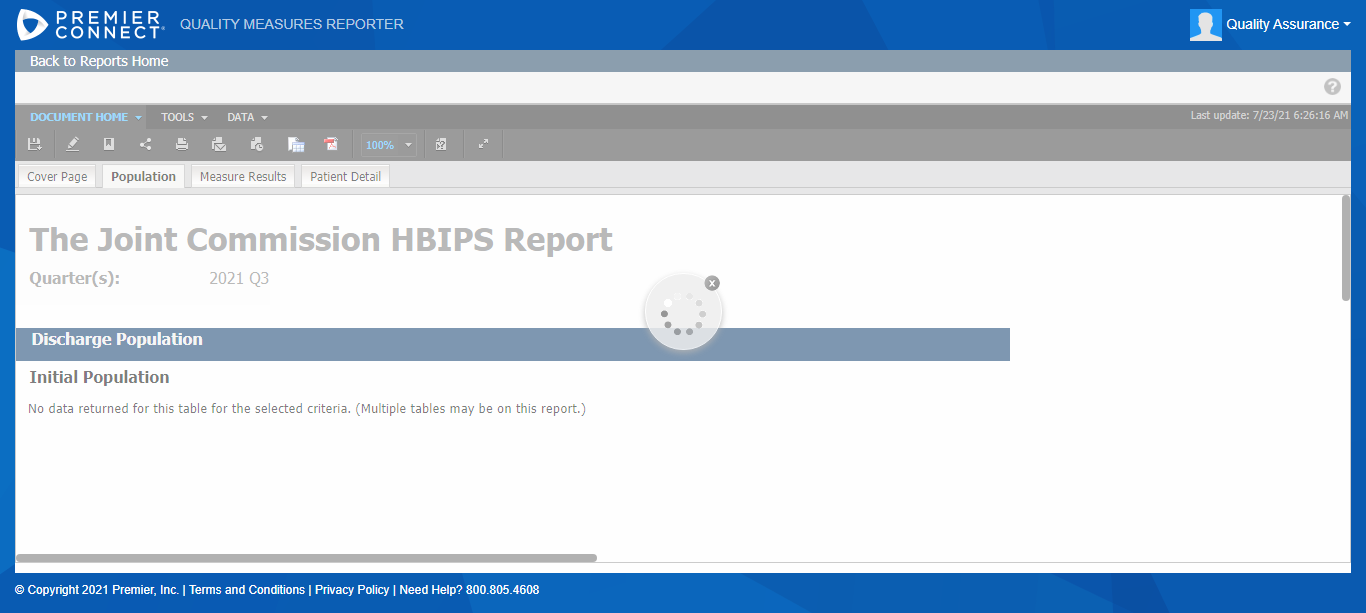 PREMIER CONNECT QUALITY MEASURES REPORTER
Quality Assurance
Back to Reports Home
?
DOCUMENT HOME TOOLS DATA
Last update: 7/23/21 6:26:16 AM
100%
Cover Page Population Measure Results Patient Detail
The Joint Commission HBIPS Report
Quarter(s): 2021 Q3
x
Discharge Population
Initial Population
No data returned for this table for the selected criteria. (Multiple tables may be on this report.)
© Copyright 2021 Premier, Inc. | Terms and Conditions | Privacy Policy | Need Help? 800.805.4608